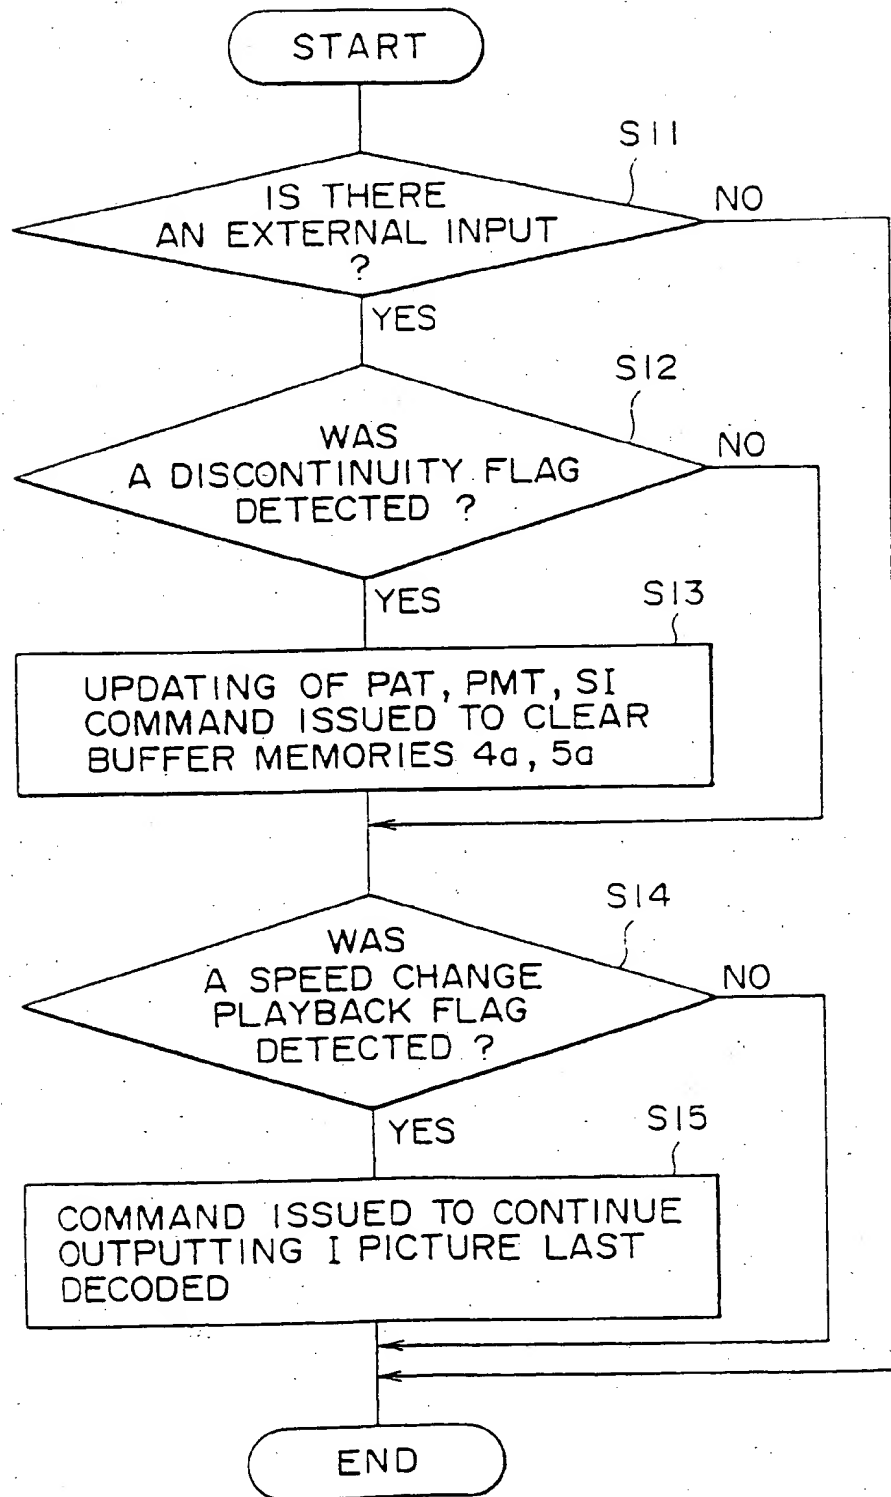 START
S11
IS THERE
AN EXTERNAL INPUT
?
NO
YES
S12
WAS
A DISCONTINUITY FLAG
DETECTED ?
NO
YES
S13
UPDATING OF PAT, PMT, SI
COMMAND ISSUED TO CLEAR
BUFFER MEMORIES 4a, 5a
S14
WAS
A SPEED CHANGE
PLAYBACK FLAG
DETECTED ?
NO
YES
S15
COMMAND ISSUED TO CONTINUE
OUTPUTTING I PICTURE LAST
DECODED
END